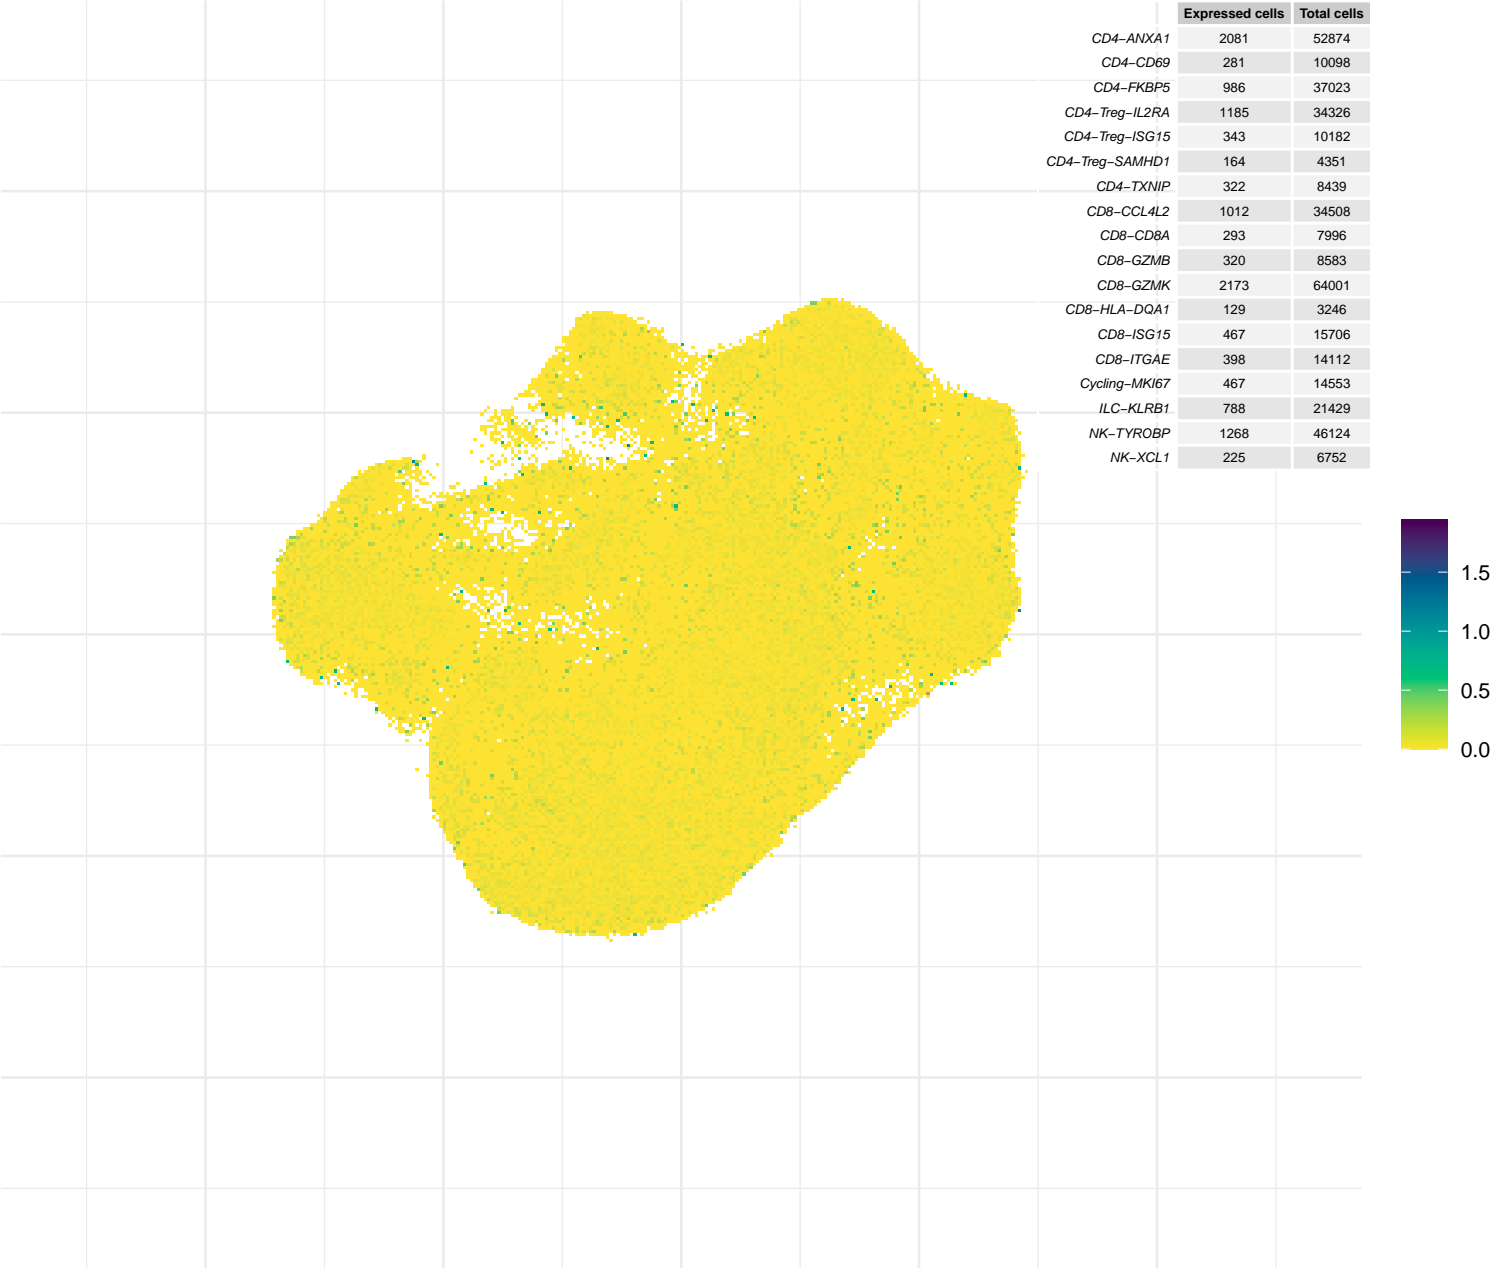 Expressed cells Total cells
CD4−ANXA1 2081 52874
CD4−CD69 281 10098
CD4−FKBP5 986 37023
CD4−Treg−IL2RA 1185 34326
CD4−Treg−ISG15 343 10182
CD4−Treg−SAMHD1 164 4351
CD4−TXNIP 322 8439
CD8−CCL4L2 1012 34508
CD8−CD8A 293 7996
CD8−GZMB 320 8583
CD8−GZMK 2173 64001
CD8−HLA−DQA1 129 3246
CD8−ISG15 467 15706
CD8−ITGAE 398 14112
Cycling−MKI67 467 14553
ILC−KLRB1 788 21429
NK−TYROBP 1268 46124
NK−XCL1 225 6752
1.5
1.0
0.5
0.0